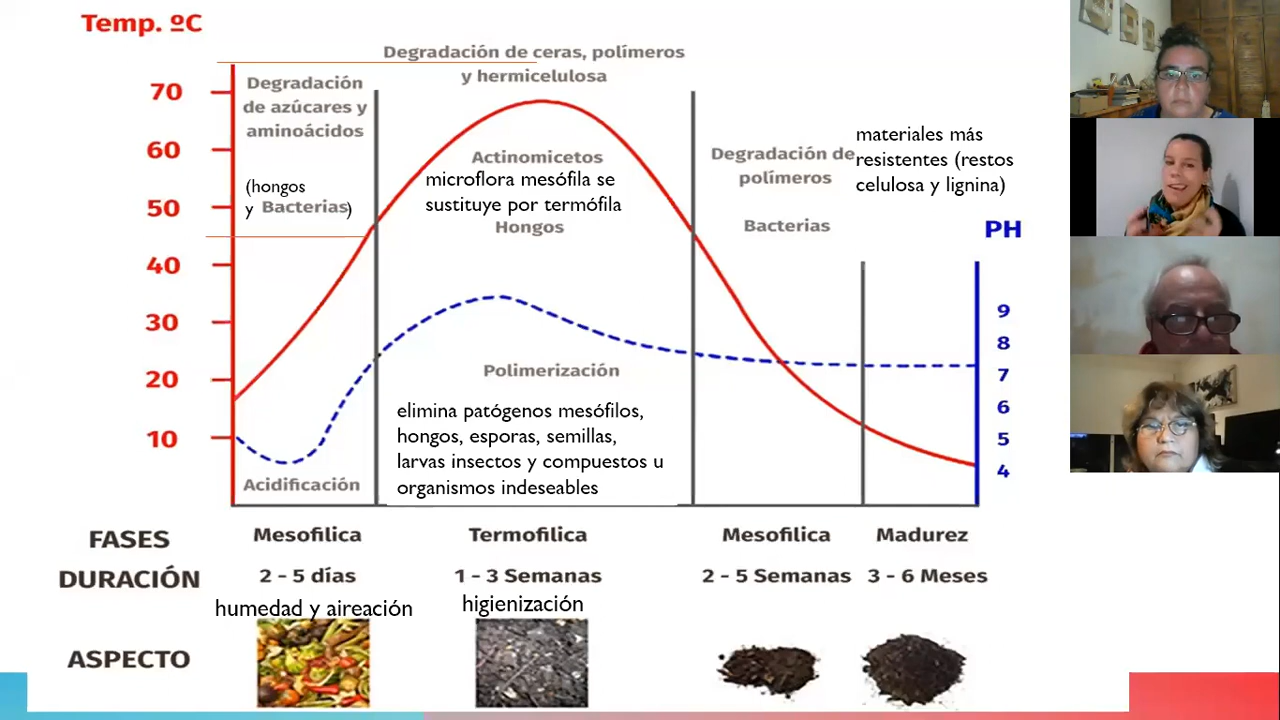 Temp. ºC
Degradación de ceras, polímeros
y hermicelulosa
Degradación
de azúcares y
aminoácidos
(hongos
y Bacterias)
70
60
50
40
30
20
10
Actinomicetos
microflora mesófila se
sustituye por termófila
Hongos
Degradación de
polímeros
materiales más
resistentes (restos
celulosa y lignina)
Bacterias
PH
9
8
7
6
5
4
Polimerización
elimina patógenos mesófilos,
hongos, esporas, semillas,
larvas insectos y compuestos u
organismos indeseables
Acidificación
FASES Mesofilica Termofilica Mesofilica Madurez
DURACIÓN 2 - 5 días 1 - 3 Semanas 2 - 5 Semanas 3 - 6 Meses
humedad y aireación higienización
ASPECTO